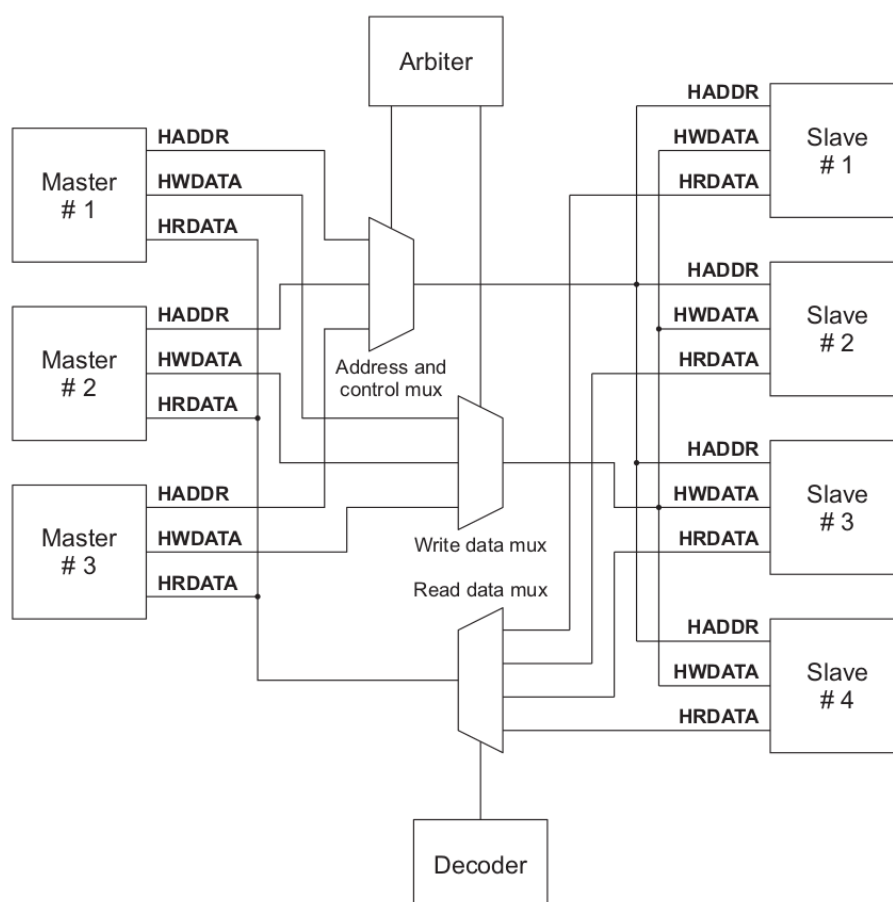 Arbiter
HADDR
HWDATA
HRDATA
Master
# 1
HADDR
HWDATA
HRDATA
Slave
# 1
HADDR
HWDATA
HRDATA
Master
# 2
HADDR
HWDATA
HRDATA
Slave
# 2
Address and
control mux
HADDR
HWDATA
HRDATA
Master
# 3
HADDR
HWDATA
HRDATA
Slave
# 3
Write data mux
Read data mux
HADDR
HWDATA
HRDATA
Slave
# 4
Decoder